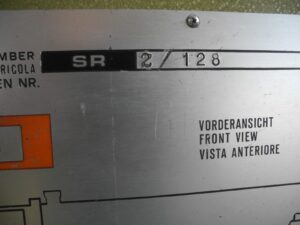 MBER
RICOLA
EN NR.
SR 2/128
VORDERANSICHT
FRONT VIEW
VISTA ANTERIORE